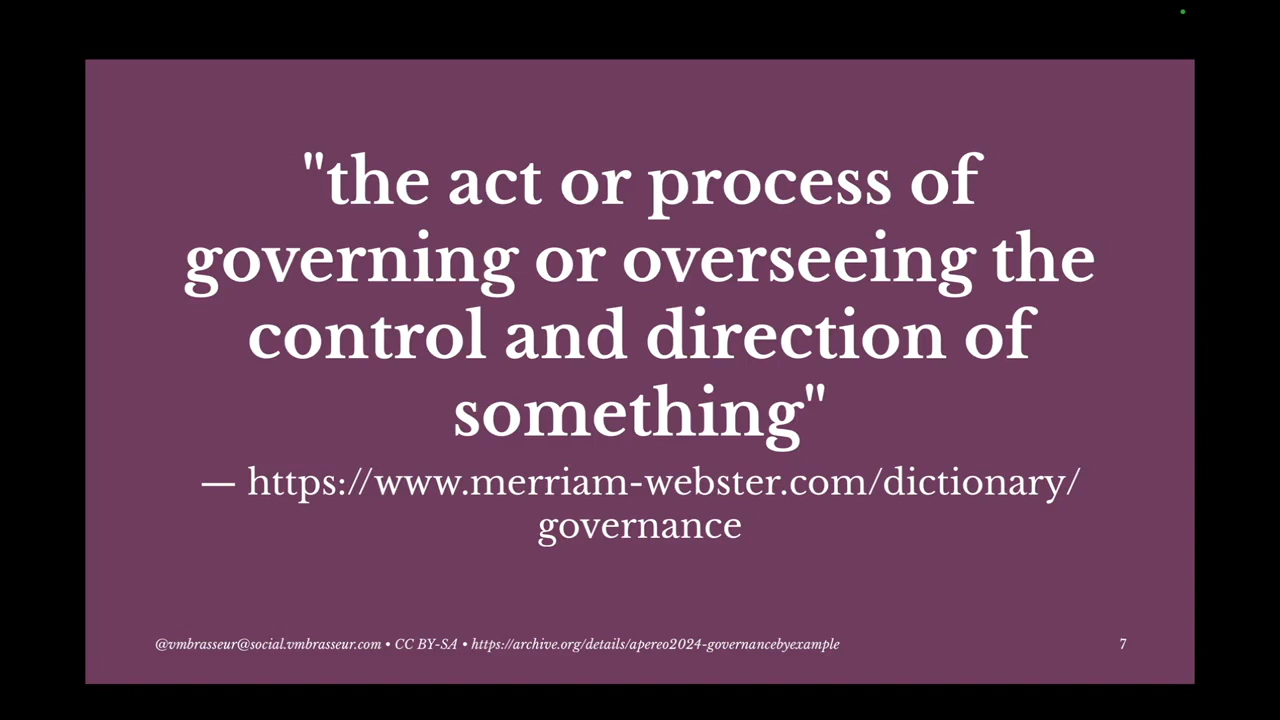 "the act or process of
governing or overseeing the
control and direction of
something"
— https://www.merriam-webster.com/dictionary/
governance
@vmbrasseur@social.vmbrasseur.com • CC BY-SA • https://archive.org/details/apereo2024-governancebyexample
7